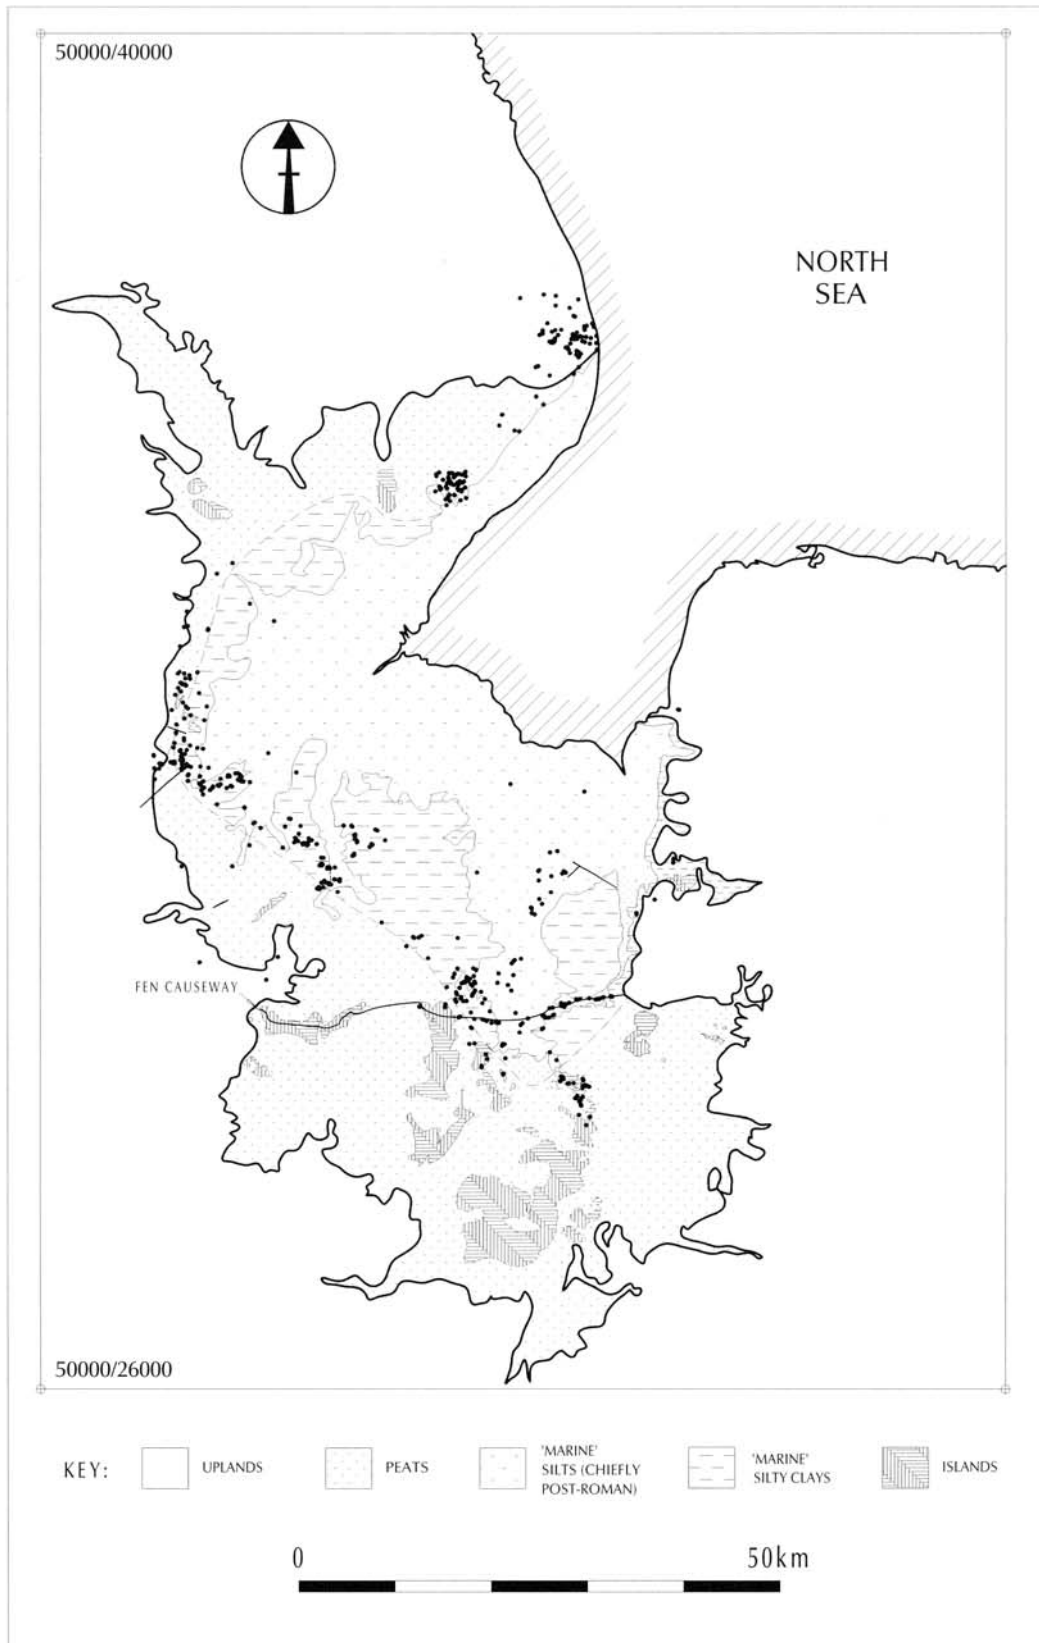 50000/40000
NORTH
SEA
FEN CAUSEWAY
50000/26000
KEY:
UPLANDS
PEATS
'MARINE'
SILTS (CHIEFLY
POST-ROMAN)
'MARINE'
SILTY CLAYS
ISLANDS
0 50km